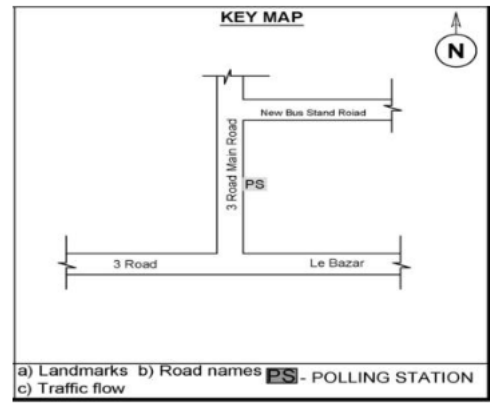 KEY MAP
N
New Bus Stand Roiad
3 Road Main Road
PS
3 Road
Le Bazar
a) Landmarks b) Road names PS - POLLING STATION
c) Traffic flow